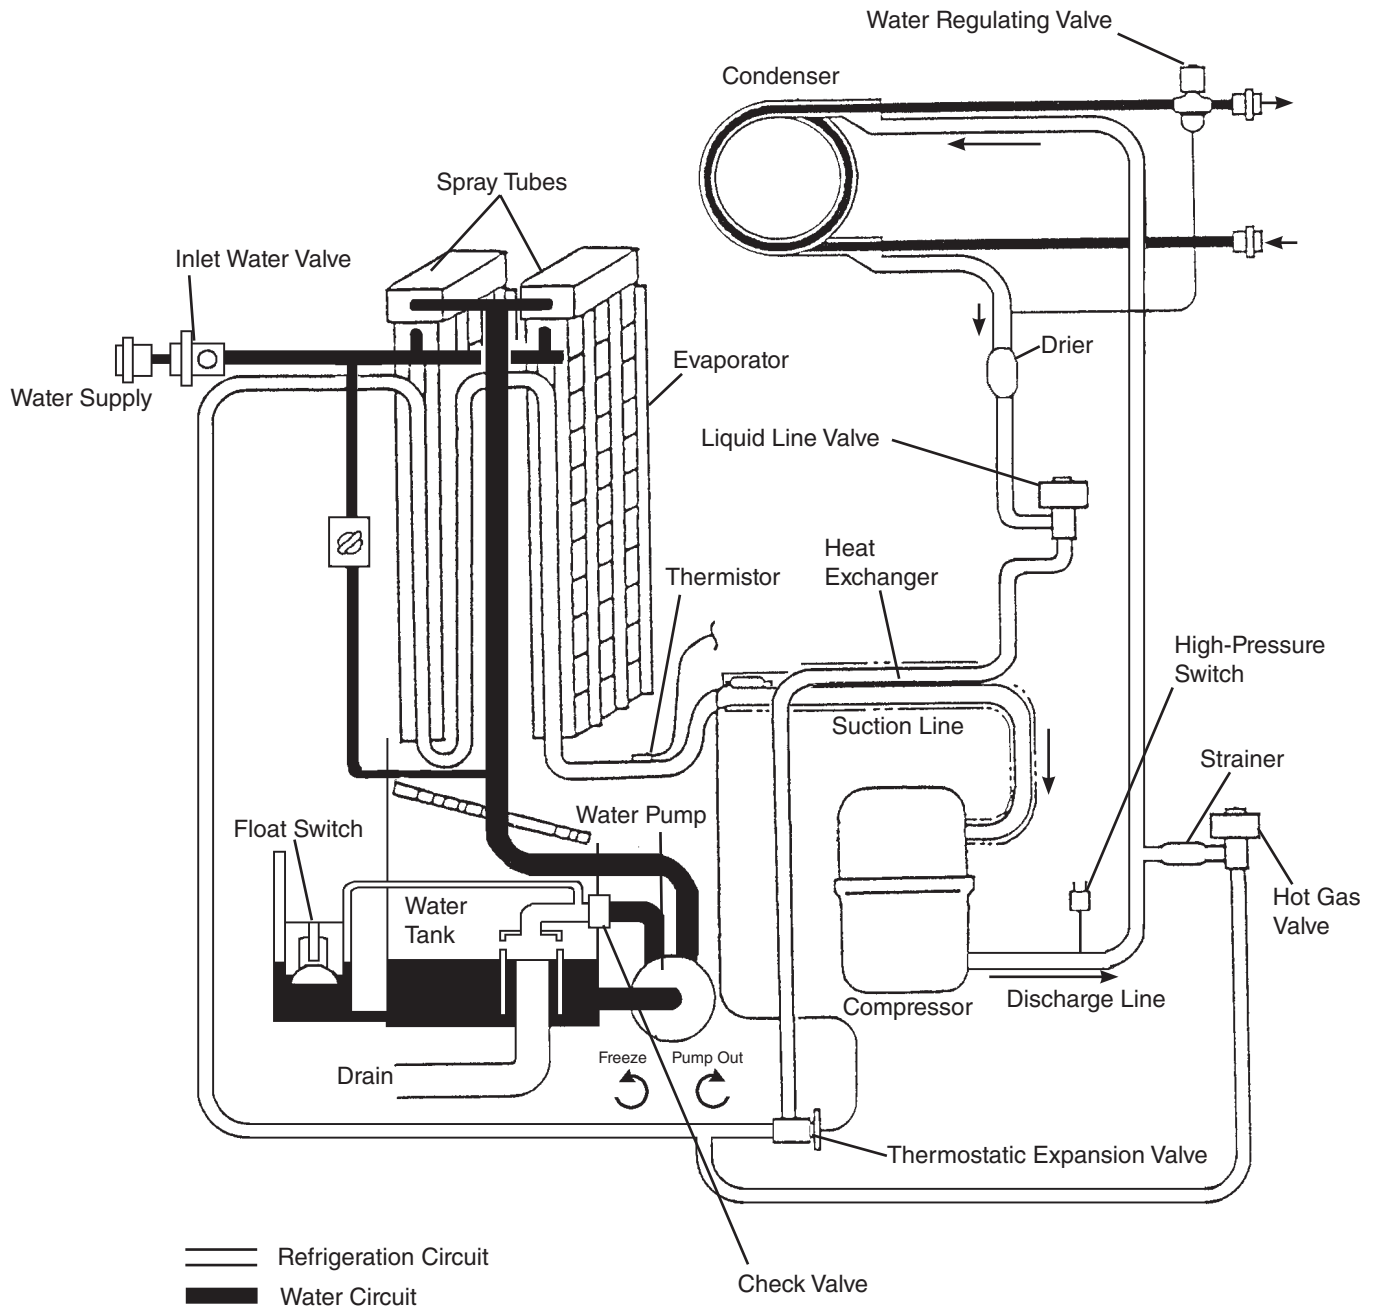 Water Regulating Valve
Condenser
Spray Tubes
Inlet Water Valve
Water Supply
Evaporator
Drier
Liquid Line Valve
Heat
Exchanger
Thermistor
High-Pressure
Switch
Suction Line
Strainer
Float Switch
Water Pump
Water
Tank
Hot Gas
Valve
Compressor
Discharge Line
Drain
Freeze
Pump Out
Thermostatic Expansion Valve
Check Valve
Refrigeration Circuit
Water Circuit